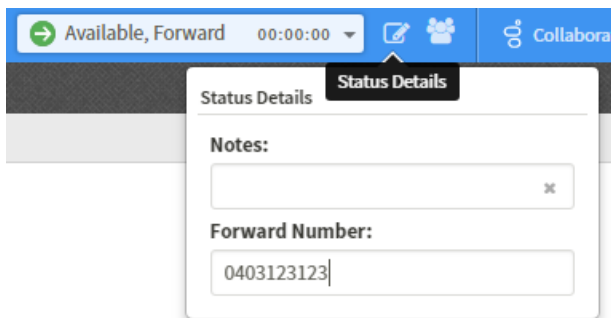 Available, Forward 00:00:00 Collabora
Status Details
Status Details
Notes:
Forward Number:
0403123123